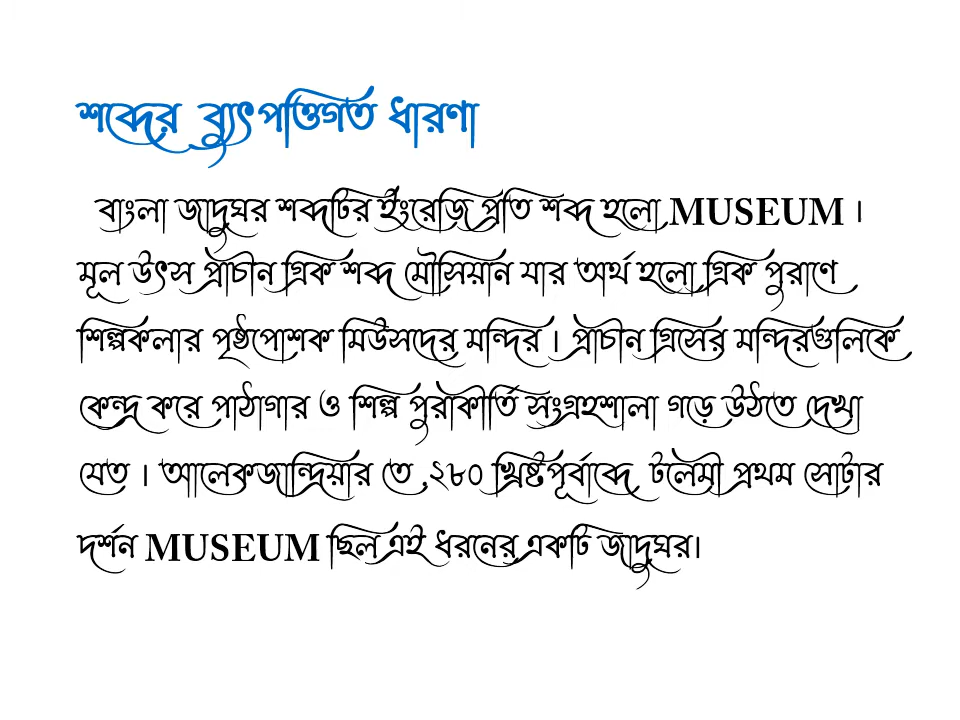 শব্দের ব্যুৎপত্তিগত ধারণা
বাংলা জাদুঘর শব্দটির ইংরেজি প্রতি শব্দ হলো MUSEUM ।
মূল উৎস প্রাচীন গ্রিক শব্দ মৌসিয়ান যার অর্থ হলো গ্রিক পুরাণে
শিল্পকলার পৃষ্ঠপোশক মিউসদের মন্দির । প্রাচীন গ্রিসের মন্দিরগুলিকে
কেন্দ্র করে পাঠাগার ও শিল্প পুরাকীর্তি সংগ্রহশালা গড়ে উঠতে দেখা
যেত । আলেকজান্দ্রিয়ার তে ২৮০ খ্রিষ্টপূর্বাব্দে টলেমী প্রথম সোটার
দর্শন MUSEUM ছিল এই ধরনের একটি জাদুঘর।